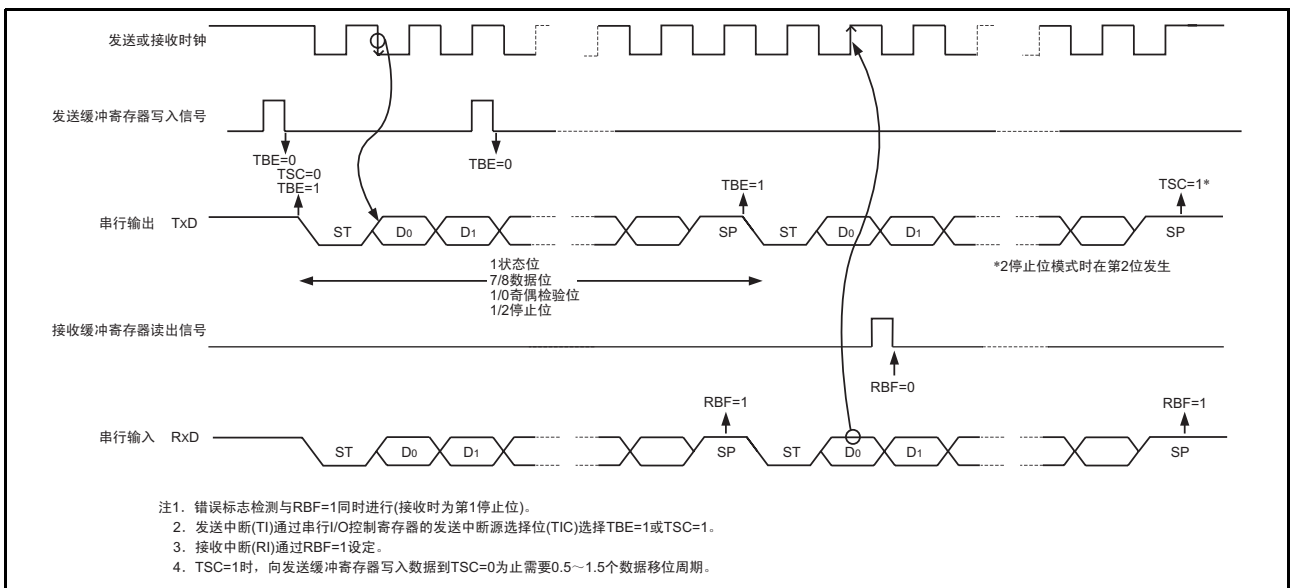 发送或接收时钟
发送缓冲寄存器写入信号
TBE=0
TSC=0
TBE=1
TBE=0
TBE=1
TSC=1*
串行输出 TxD
ST D0 D1 SP ST D0 D1 SP
1状态位
7/8数据位
1/0奇偶检验位
1/2停止位
*2停止位模式时在第2位发生
接收缓冲寄存器读出信号
RBF=0
RBF=1
RBF=1
串行输入 RxD
ST D0 D1 SP ST D0 D1 SP
注1. 错误标志检测与RBF=1同时进行(接收时为第1停止位)。
2. 发送中断(TI)通过串行I/O控制寄存器的发送中断源选择位(TIC)选择TBE=1或TSC=1。
3. 接收中断(RI)通过RBF=1设定。
4. TSC=1时，向发送缓冲寄存器写入数据到TSC=0为止需要0.5～1.5个数据移位周期。